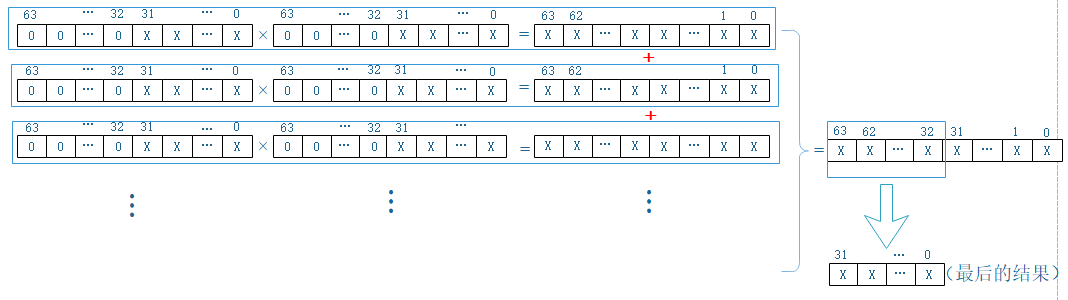 63 … 32 31 … 0 63 … 32 31 … 0 63 62 1 0
0 0 … 0 X X … X × 0 0 … 0 X X … X = X X … X X … X X
+
63 … 32 31 … 0 63 … 32 31 … 0 63 62 1 0
0 0 … 0 X X … X × 0 0 … 0 X X … X = X X … X X … X X
+
63 … 32 31 … 0 63 … 32 31 …
0 0 … 0 X X … X × 0 0 … 0 X X … X = X X … X X … X X
63 62 32 31 1 0
= X X … X X … X X
⋮ ⋮ ⋮
31 … 0
X X … X (最后的结果)